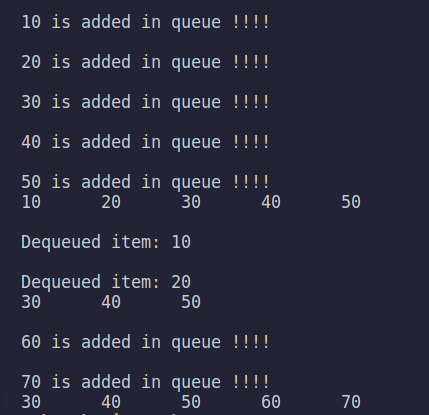 10 is added in queue !!!!
20 is added in queue !!!!
30 is added in queue !!!!
40 is added in queue !!!!
50 is added in queue !!!!
10 20 30 40 50
Dequeued item: 10
Dequeued item: 20
30 40 50
60 is added in queue !!!!
70 is added in queue !!!!
30 40 50 60 70